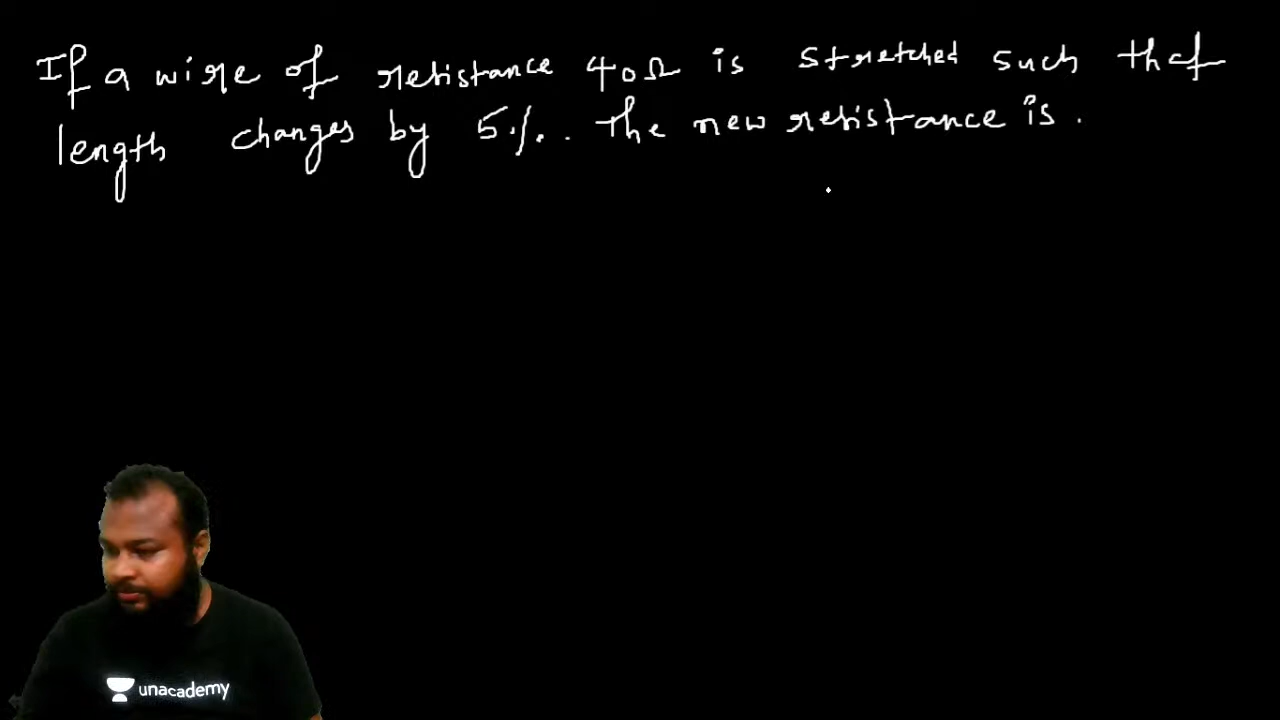 If a wire of resistance 40Ω is stretched such that
length changes by 5%. The new resistance is.
unacademy